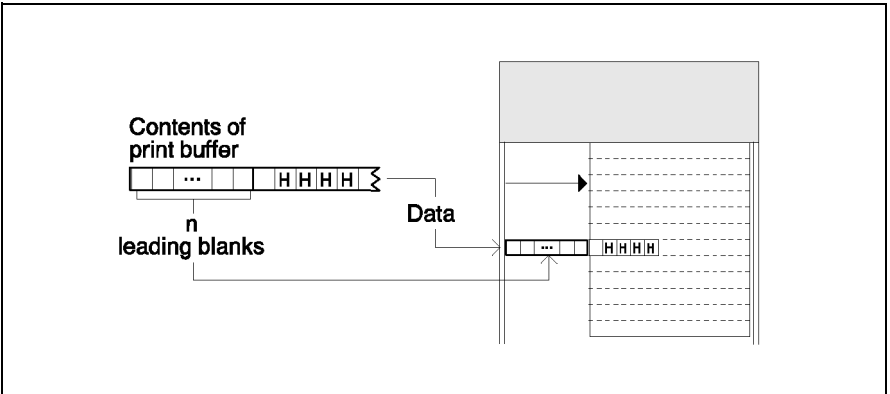 Contents of
print buffer
... H H H H
Data
n
leading blanks
... H H H H